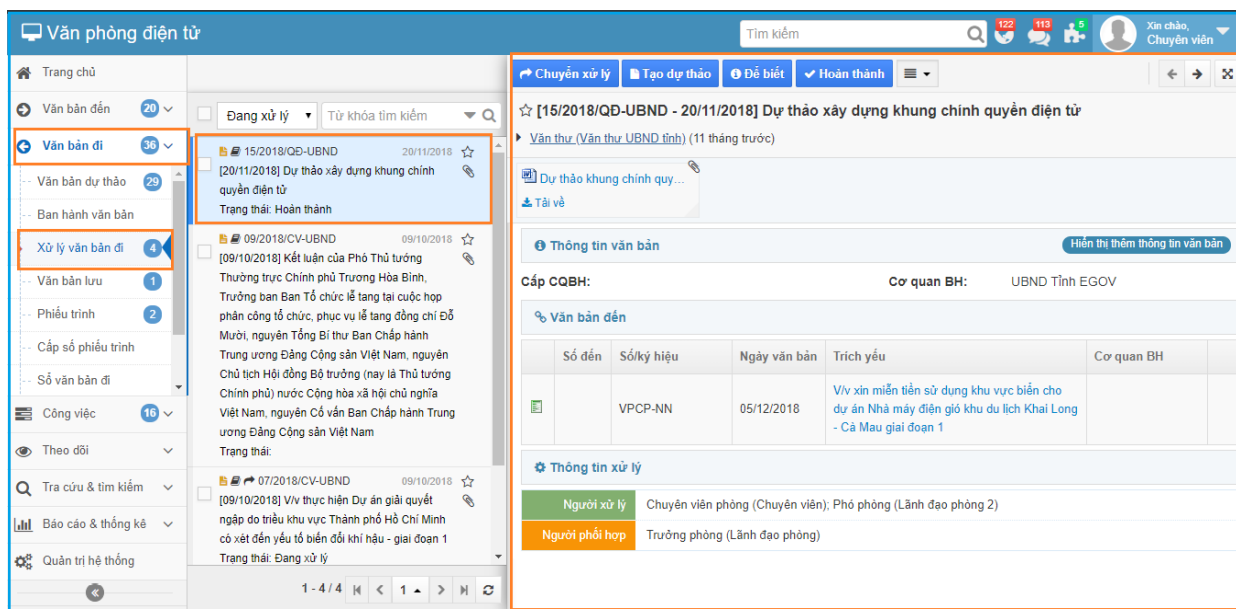 Văn phòng điện tử
Tìm kiếm
122
113
5
Xin chào,
Chuyên viên
Trang chủ
Văn bản đến 20
Văn bản đi 36
Văn bản dự thảo 29
Ban hành văn bản
Xử lý văn bản đi 4
Văn bản lưu 1
Phiếu trình 2
Cấp số phiếu trình
Sổ văn bản đi
Công việc 16
Theo dõi
Tra cứu & tìm kiếm
Báo cáo & thống kê
Quản trị hệ thống
Đang xử lý Từ khóa tìm kiếm
15/2018/QĐ-UBND 20/11/2018
[20/11/2018] Dự thảo xây dựng khung chính
quyền điện tử
Trạng thái: Hoàn thành
09/2018/CV-UBND 09/10/2018
[09/10/2018] Kết luận của Phó Thủ tướng
Thường trực Chính phủ Trương Hòa Bình,
Trưởng ban Ban Tổ chức lễ tang tại cuộc họp
phân công tổ chức, phục vụ lễ tang đồng chí Đỗ
Mười, nguyên Tổng Bí thư Ban Chấp hành
Trung ương Đảng Cộng sản VIệt Nam, nguyên
Chủ tịch Hội đồng Bộ trưởng (nay là Thủ tướng
Chính phủ) nước Cộng hòa xã hội chủ nghĩa
Việt Nam, nguyên Cố vấn Ban Chấp hành Trung
ương Đảng Cộng sản Việt Nam
Trạng thái:
07/2018/CV-UBND 09/10/2018
[09/10/2018] V/v thực hiện Dự án giải quyết
ngập do triều khu vực Thành phố Hồ Chí Minh
có xét đến yếu tố biến đổi khí hậu - giai đoạn 1
Trạng thái: Đang xử lý
1 - 4 / 4 1
Chuyển xử lý Tạo dự thảo Để biết Hoàn thành
[15/2018/QĐ-UBND - 20/11/2018] Dự thảo xây dựng khung chính quyền điện tử
Văn thư (Văn thư UBND tỉnh) (11 tháng trước)
Dự thảo khung chính quy...
Tải về
Thông tin văn bản Hiển thị thêm thông tin văn bản
Cấp CQBH: Cơ quan BH: UBND Tỉnh EGOV
Văn bản đến
Số đến Số/ký hiệu Ngày văn bản Trích yếu Cơ quan BH
VPCP-NN 05/12/2018 V/v xin miễn tiền sử dụng khu vực biển cho
dự án Nhà máy điện gió khu du lịch Khai Long
- Cà Mau giai đoạn 1
Thông tin xử lý
Người xử lý Chuyên viên phòng (Chuyên viên); Phó phòng (Lãnh đạo phòng 2)
Người phối hợp Trưởng phòng (Lãnh đạo phòng)